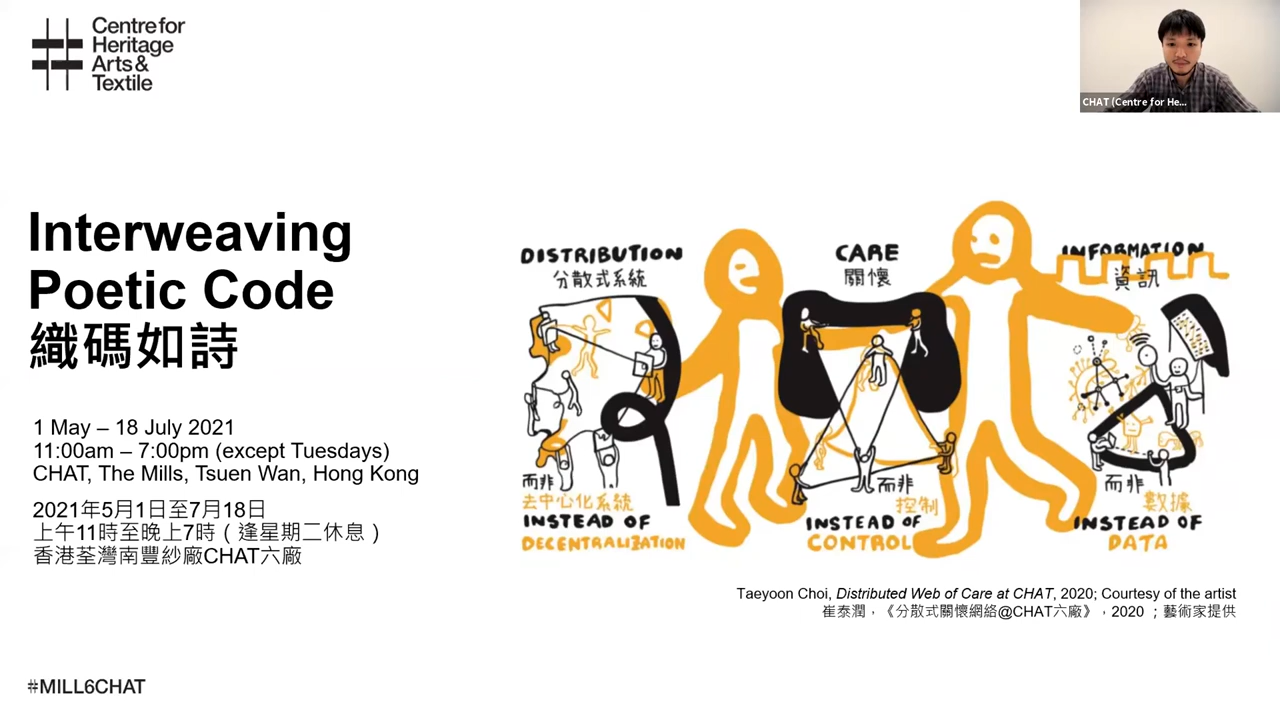 Centre for
Heritage
Arts &
Textile
CHAT (Centre for He...
Interweaving
Poetic Code
織碼如詩
1 May – 18 July 2021
11:00am – 7:00pm (except Tuesdays)
CHAT, The Mills, Tsuen Wan, Hong Kong
2021年5月1日至7月18日
上午11時至晚上7時（逢星期二休息）
香港荃灣南豐紗廠CHAT六廠
DISTRIBUTION
分散式系統
而非
去中心化系統
INSTEAD OF
DECENTRALIZATION
CARE
關懷
而非
控制
INSTEAD OF
CONTROL
INFORMATION
資訊
而非
數據
INSTEAD OF
DATA
Taeyoon Choi, Distributed Web of Care at CHAT, 2020; Courtesy of the artist
崔泰潤，《分散式關懷網絡@CHAT六廠》，2020 ；藝術家提供
#MILL6CHAT